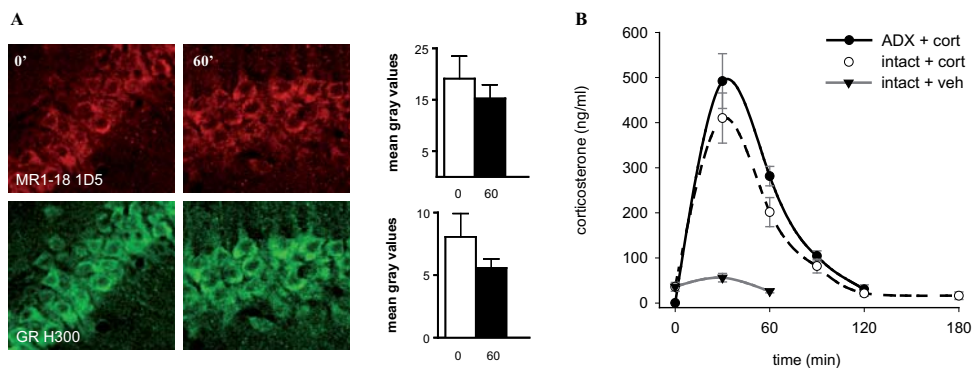 A
0'
60'
MR1-18 1D5
GR H300
mean gray values
25
15
5
0
60
mean gray values
10
5
0
0
60
B
corticosterone (ng/ml)
600
500
400
300
200
100
50
0
0
60
120
180
time (min)
ADX + cort
intact + cort
intact + veh